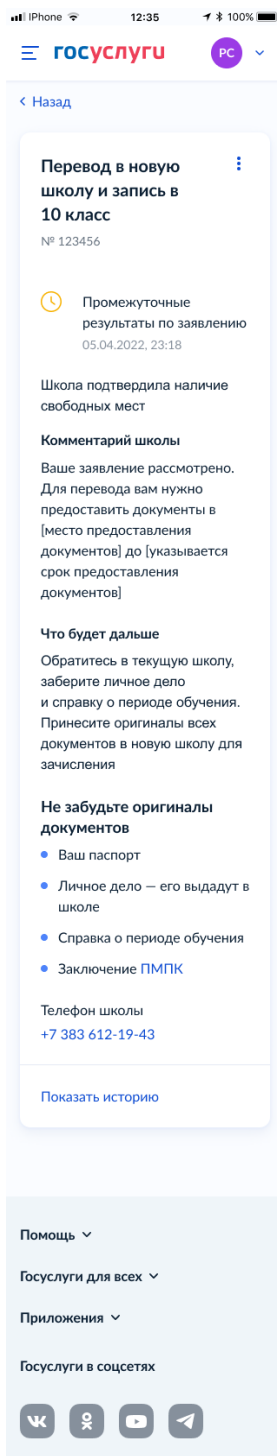 iPhone 12:35 100%
госуслуги РС
Назад
Перевод в новую
школу и запись в
10 класс
№ 123456
Промежуточные
результаты по заявлению
05.04.2022, 23:18
Школа подтвердила наличие
свободных мест
Комментарий школы
Ваше заявление рассмотрено.
Для перевода вам нужно
предоставить документы в
[место предоставления
документов] до [указывается
срок предоставления
документов]
Что будет дальше
Обратитесь в текущую школу,
заберите личное дело
и справку о периоде обучения.
Принесите оригиналы всех
документов в новую школу для
зачисления
Не забудьте оригиналы
документов
Ваш паспорт
Личное дело — его выдадут в
школе
Справка о периоде обучения
Заключение ПМПК
Телефон школы
+7 383 612-19-43
Показать историю
Помощь
Госуслуги для всех
Приложения
Госуслуги в соцсетях